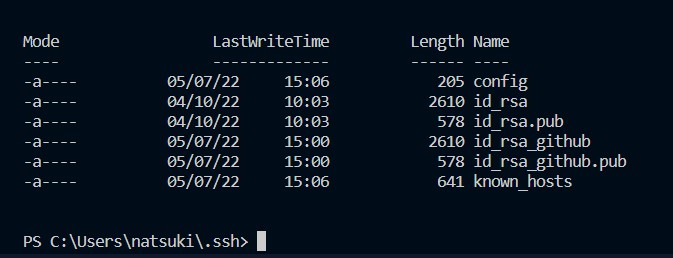 Mode LastWriteTime Length Name
---- ------------- ------ ----
-a---- 05/07/22 15:06 205 config
-a---- 04/10/22 10:03 2610 id_rsa
-a---- 04/10/22 10:03 578 id_rsa.pub
-a---- 05/07/22 15:00 2610 id_rsa_github
-a---- 05/07/22 15:00 578 id_rsa_github.pub
-a---- 05/07/22 15:06 641 known_hosts
PS C:\Users\natsuki\.ssh>